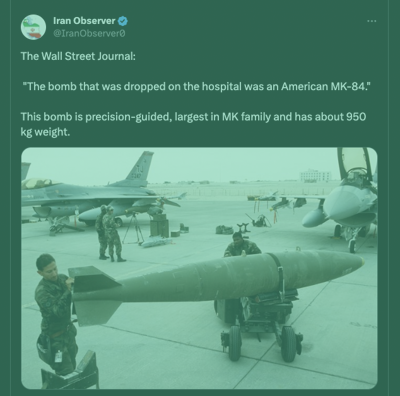 Iran Observer
@IranObserver0
The Wall Street Journal:
"The bomb that was dropped on the hospital was an American MK-84."
This bomb is precision-guided, largest in MK family and has about 950
kg weight.